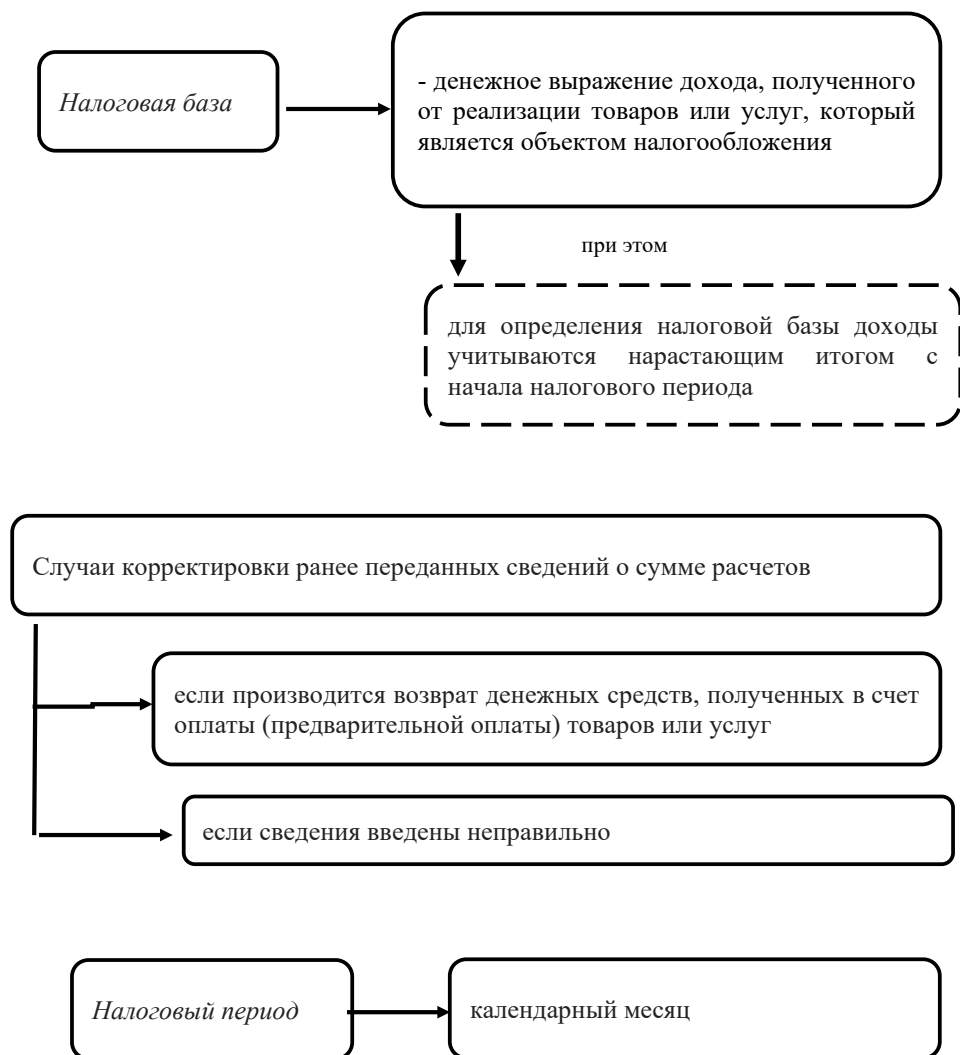 Налоговая база
- денежное выражение дохода, полученного
от реализации товаров или услуг, который
является объектом налогообложения
при этом
для определения налоговой базы доходы
учитываются нарастающим итогом с
начала налогового периода
Случаи корректировки ранее переданных сведений о сумме расчетов
если производится возврат денежных средств, полученных в счет
оплаты (предварительной оплаты) товаров или услуг
если сведения введены неправильно
Налоговый период
календарный месяц